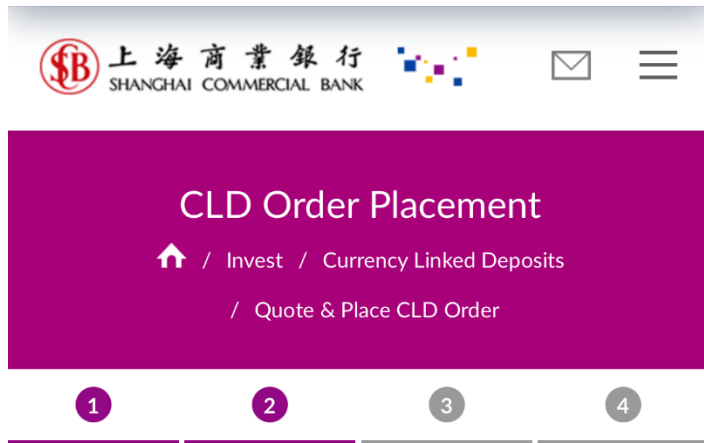 上海商業銀行
SHANGHAI COMMERCIAL BANK
CLD Order Placement
/ Invest / Currency Linked Deposits
/ Quote & Place CLD Order
1 2 3 4